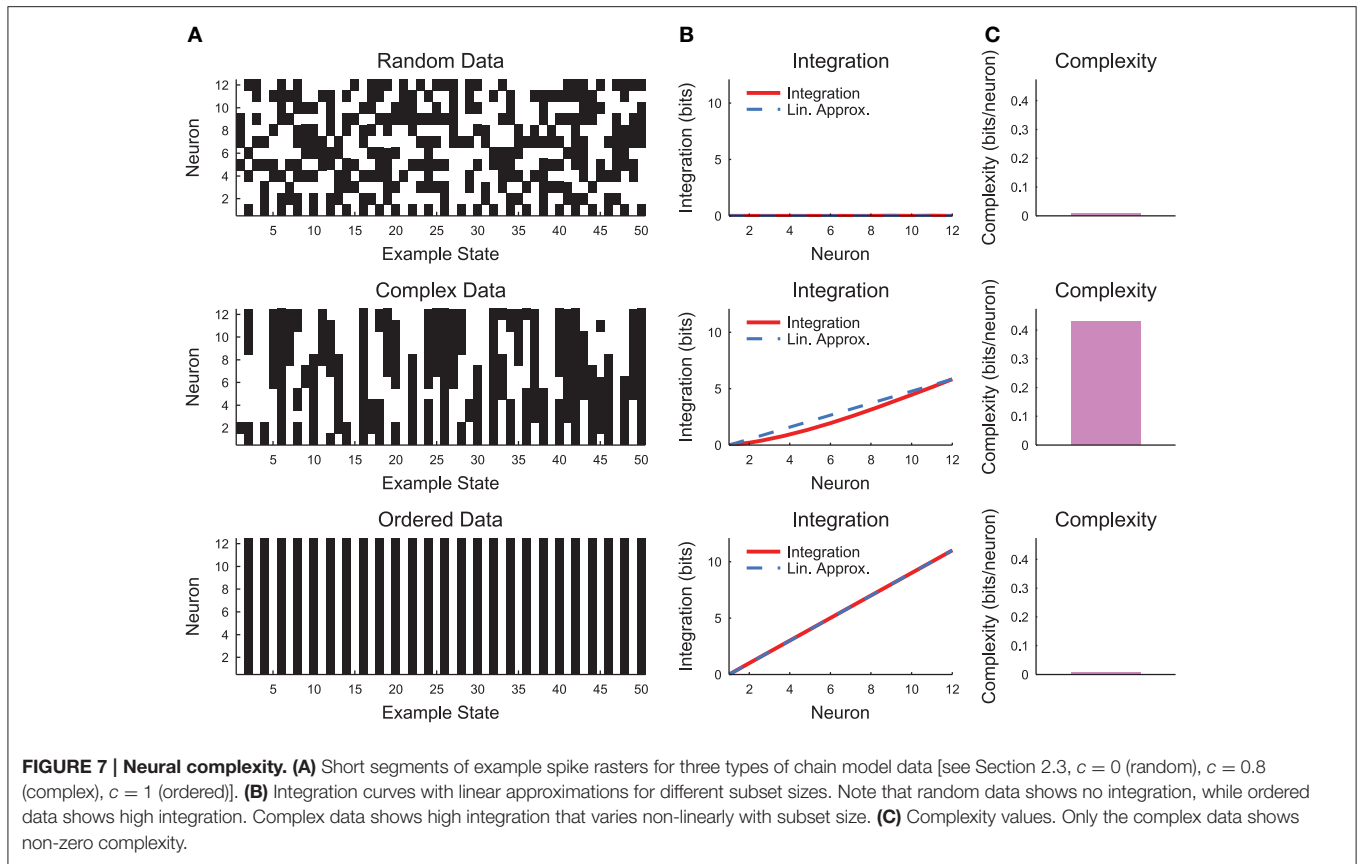 A
B
C
Random Data
Integration
Complexity
Neuron
12
10
8
6
4
2
5 10 15 20 25 30 35 40 45 50
Example State
Integration (bits)
10
5
0
Integration
Lin. Approx.
2 4 6 8 10 12
Neuron
Complexity (bits/neuron)
0.4
0.3
0.2
0.1
0
Complex Data
Integration
Complexity
Neuron
12
10
8
6
4
2
5 10 15 20 25 30 35 40 45 50
Example State
Integration (bits)
10
5
0
Integration
Lin. Approx.
2 4 6 8 10 12
Neuron
Complexity (bits/neuron)
0.4
0.3
0.2
0.1
0
Ordered Data
Integration
Complexity
Neuron
12
10
8
6
4
2
5 10 15 20 25 30 35 40 45 50
Example State
Integration (bits)
10
5
0
Integration
Lin. Approx.
2 4 6 8 10 12
Neuron
Complexity (bits/neuron)
0.4
0.3
0.2
0.1
0
FIGURE 7 | Neural complexity. (A) Short segments of example spike rasters for three types of chain model data [see Section 2.3, c = 0 (random), c = 0.8
(complex), c = 1 (ordered)]. (B) Integration curves with linear approximations for different subset sizes. Note that random data shows no integration, while ordered
data shows high integration. Complex data shows high integration that varies non-linearly with subset size. (C) Complexity values. Only the complex data shows
non-zero complexity.